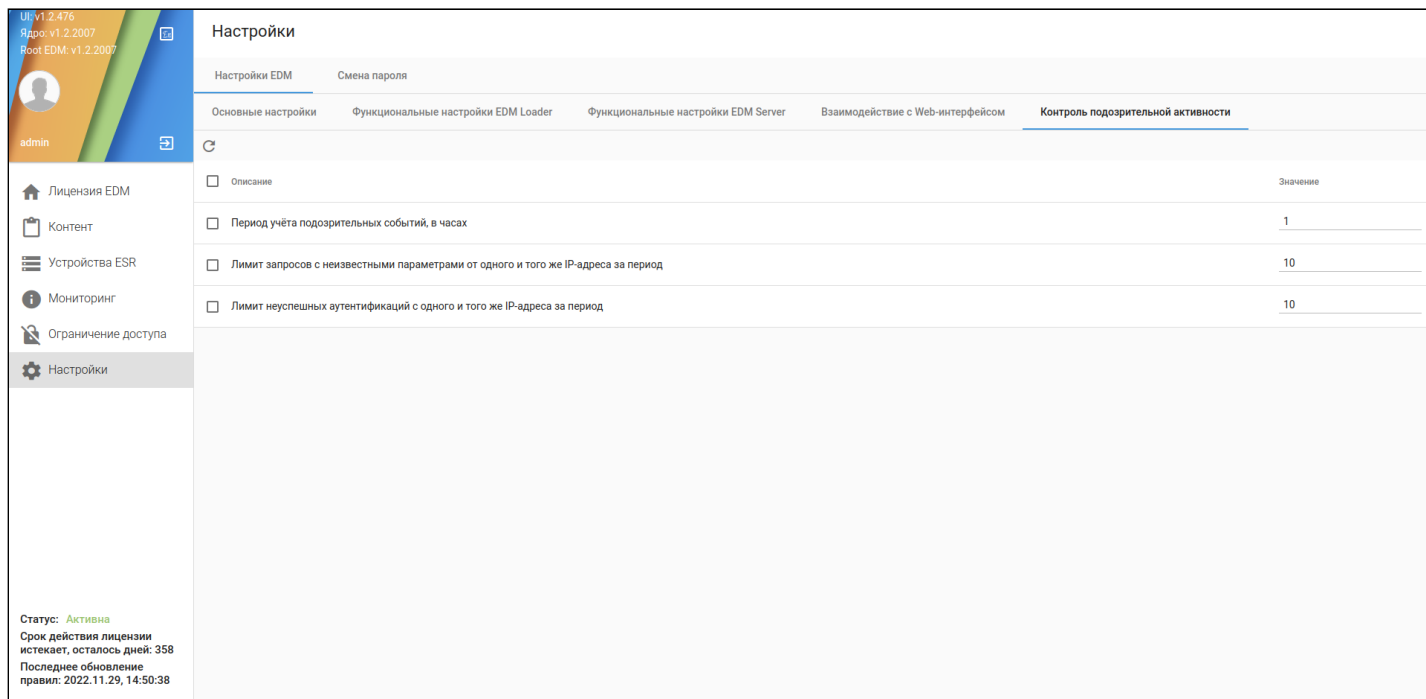 UI: v1.2.476
Ядро: v1.2.2007
Root EDM: v1.2.2007
admin
Лицензия EDM
Контент
Устройства ESR
Мониторинг
Ограничение доступа
Настройки
Статус: Активна
Срок действия лицензии
истекает, осталось дней: 358
Последнее обновление
правил: 2022.11.29, 14:50:38
Настройки
Настройки EDM Смена пароля
Основные настройки Функциональные настройки EDM Loader Функциональные настройки EDM Server Взаимодействие с Web-интерфейсом Контроль подозрительной активности
Описание Значение
Период учёта подозрительных событий, в часах 1
Лимит запросов с неизвестными параметрами от одного и того же IP-адреса за период 10
Лимит неуспешных аутентификаций с одного и того же IP-адреса за период 10